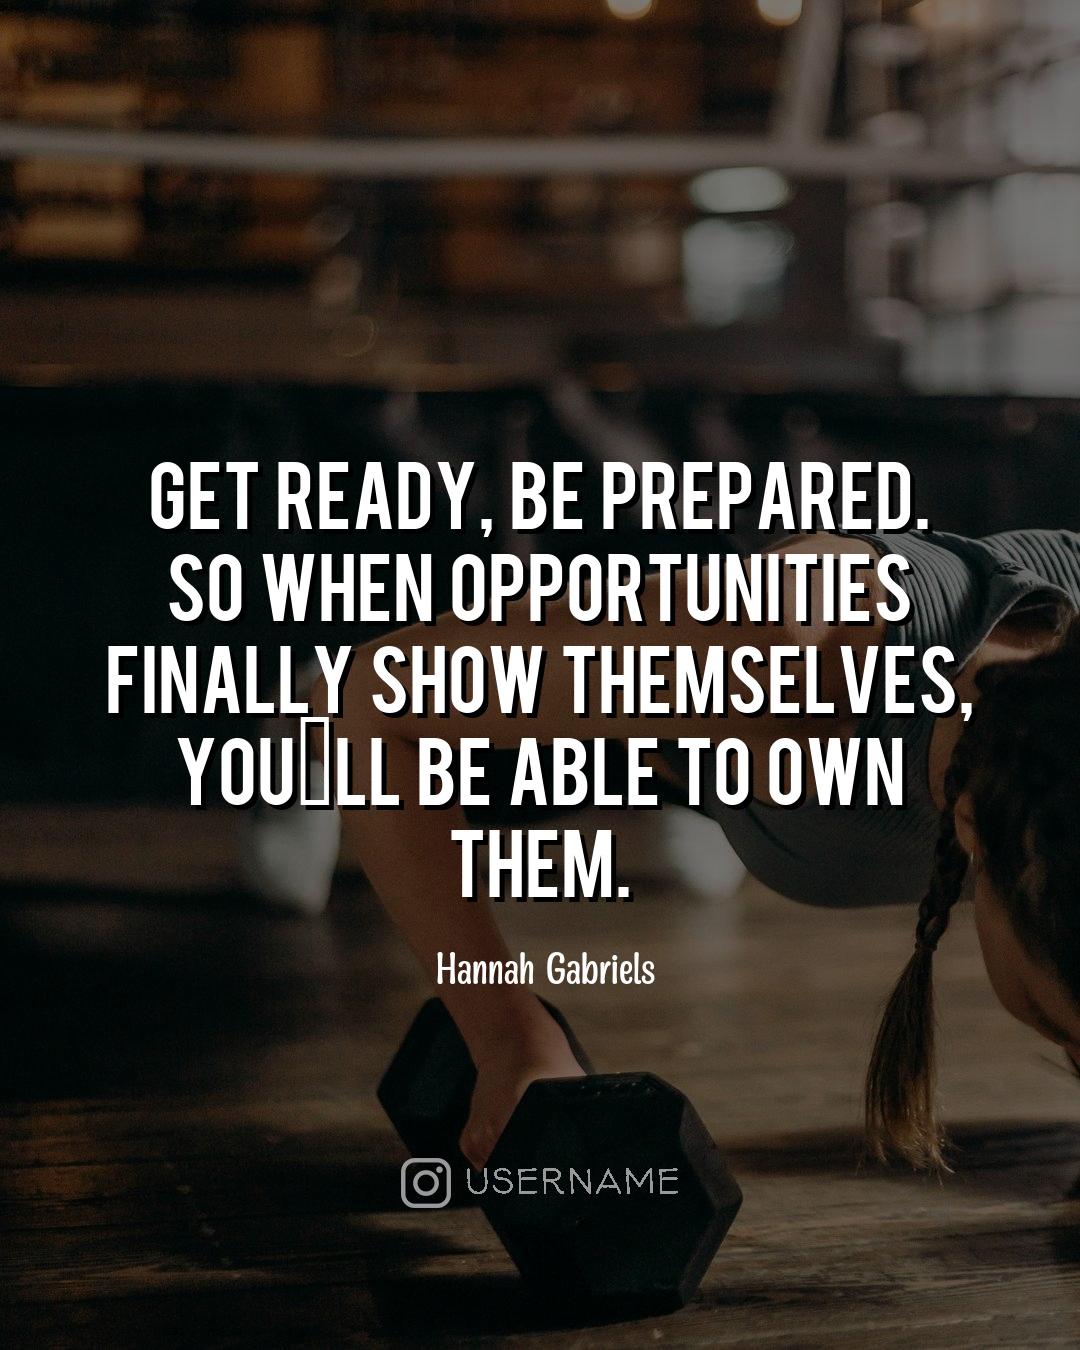 GET READY, BE PREPARED.
SO WHEN OPPORTUNITIES
FINALLY SHOW THEMSELVES,
YOU▯LL BE ABLE TO OWN
THEM.
Hannah Gabriels
USERNAME